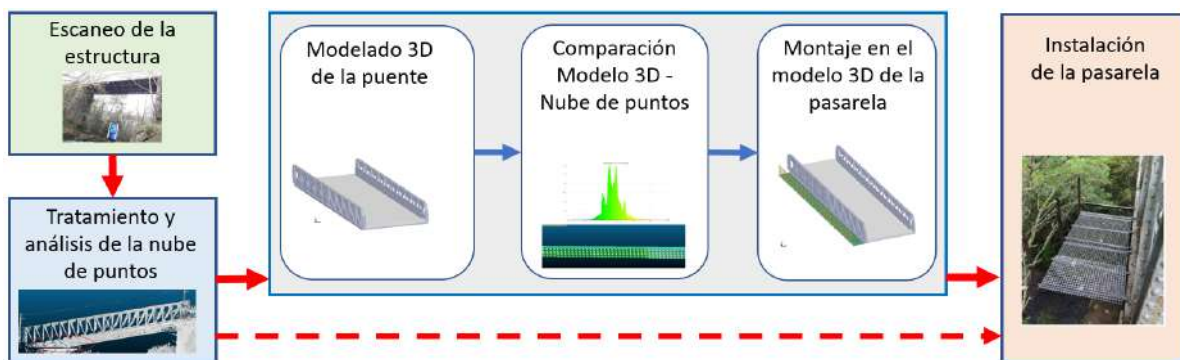 Escaneo de la
estructura
Tratamiento y
análisis de la nube
de puntos
Modelado 3D
de la puente
Comparación
Modelo 3D -
Nube de puntos
Montaje en el
modelo 3D de la
pasarela
Instalación
de la pasarela